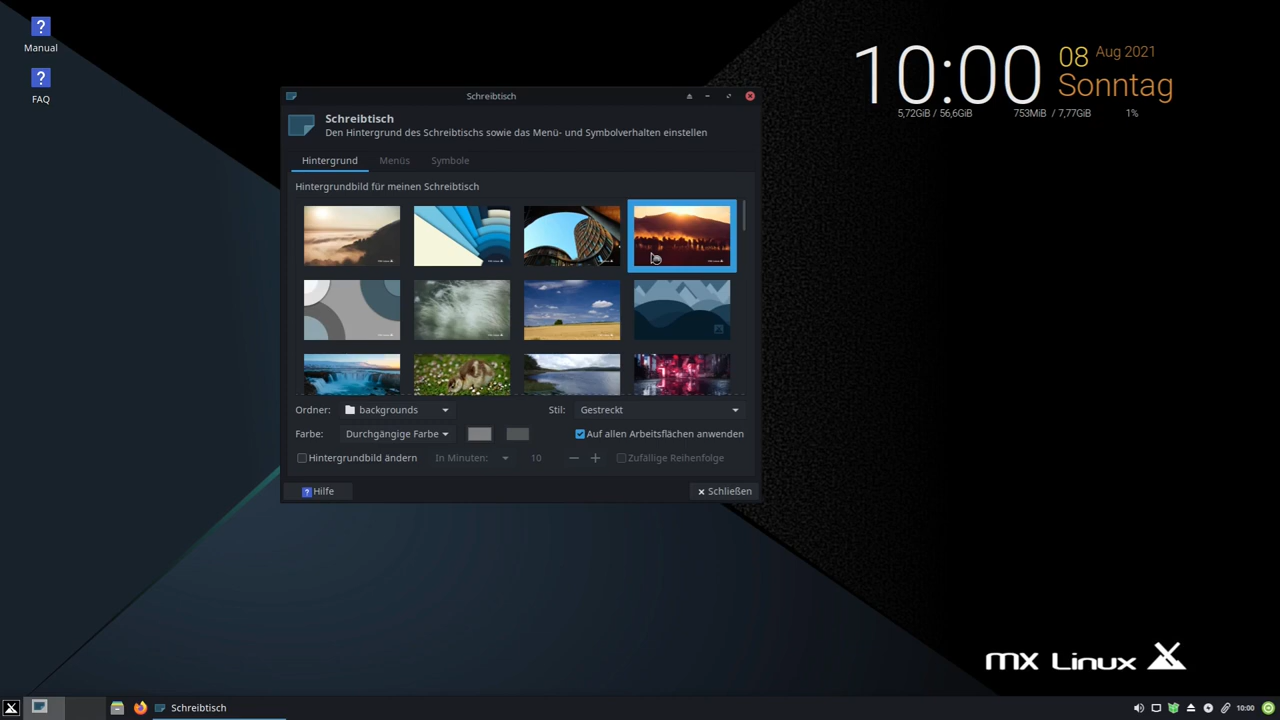 Manual
FAQ
10:00
08 Aug 2021
Sonntag
5,72GiB / 56,6GiB 753MiB / 7,77GiB 1%
Schreibtisch
Schreibtisch
Den Hintergrund des Schreibtischs sowie das Menü- und Symbolverhalten einstellen
Hintergrund Menüs Symbole
Hintergrundbild für meinen Schreibtisch
Ordner: backgrounds Stil: Gestreckt
Farbe: Durchgängige Farbe Auf allen Arbeitsflächen anwenden
Hintergrundbild ändern In Minuten: 10 Zufällige Reihenfolge
Hilfe Schließen
MX Linux
Schreibtisch 10:00